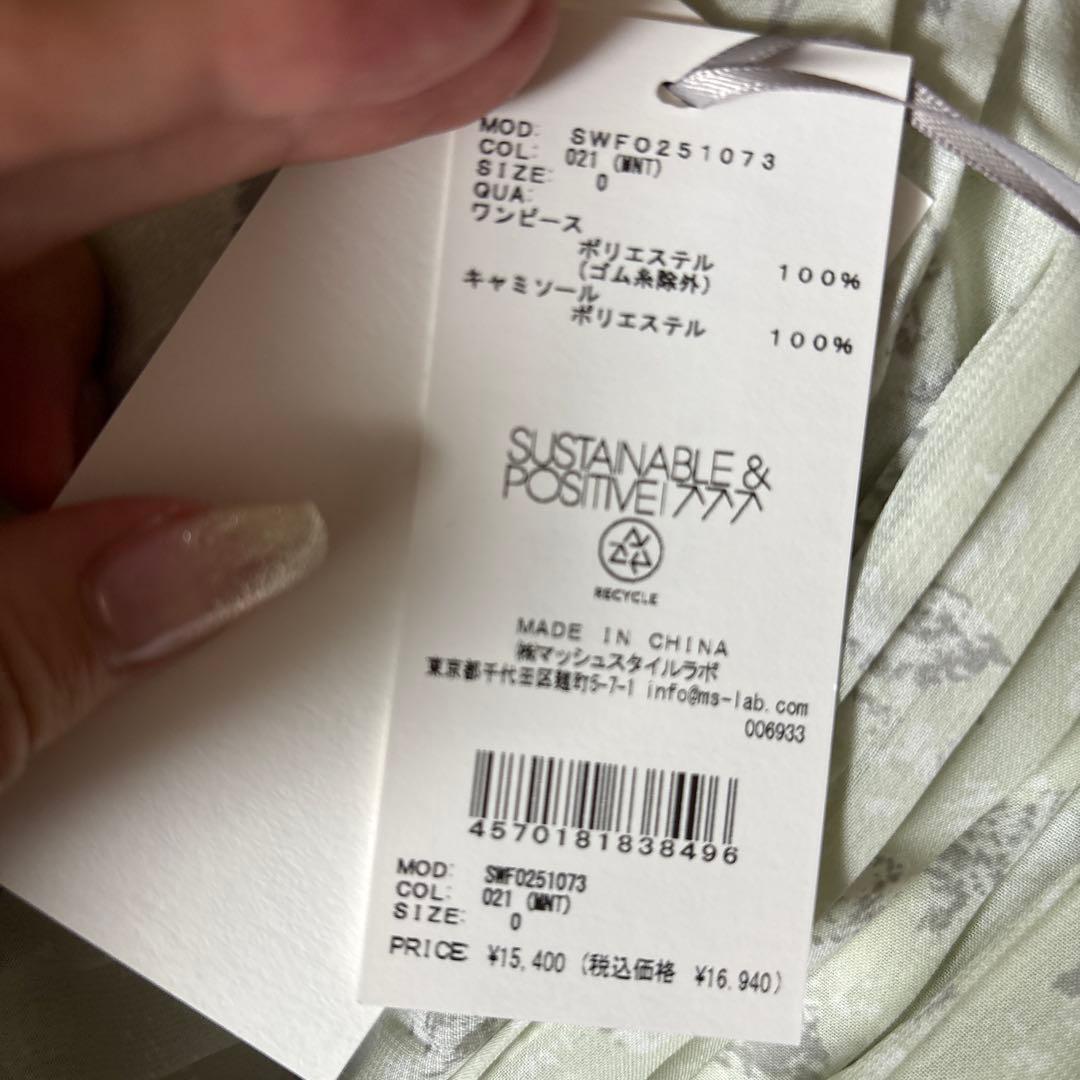 MOD: SWFO251073
COL: 021 (MNT)
SIZE: 0
QUA:
ワンピース
ポリエステル 100%
(ゴム糸除外)
キャミソール
ポリエステル 100%
SUSTAINABLE &
POSITIVE!
RECYCLE
MADE IN CHINA
㈱マッシュスタイルラボ
東京都千代田区麹町5-7-1 info@ms-lab.com
006933
4570181838496
MOD: SWFO251073
COL: 021 (MNT)
SIZE: 0
PRICE ¥15,400 (税込価格 ¥16,940)